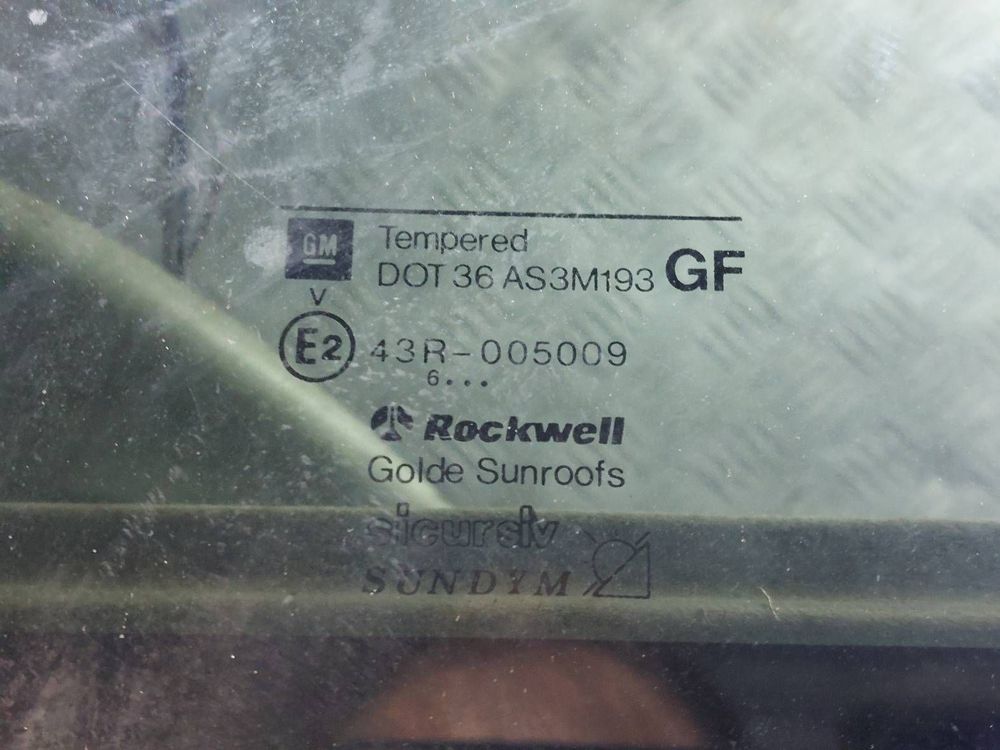 GM Tempered
DOT 36 AS3M193 GF
V
E2 43R-005009
6...
Rockwell
Golde Sunroofs
sicursiv
SUNDYM